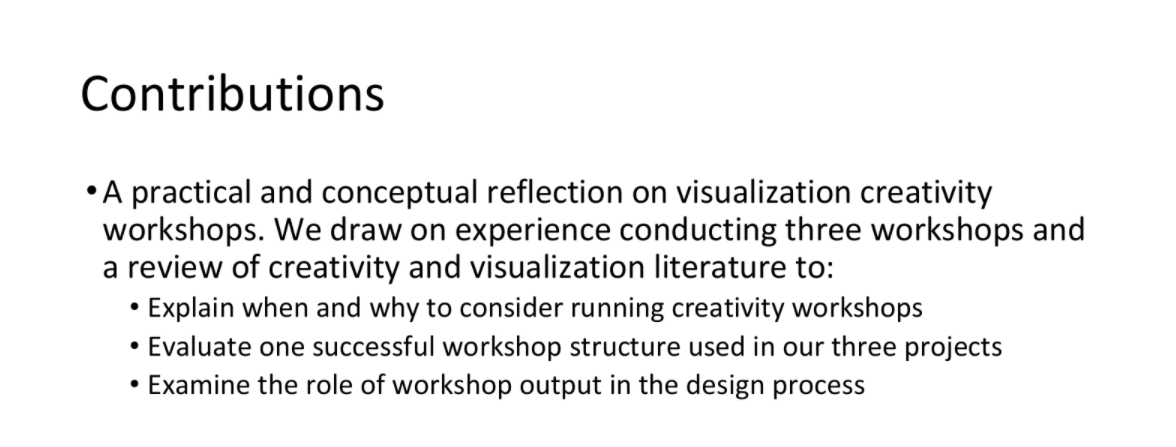 Contributions
• A practical and conceptual reflection on visualization creativity
workshops. We draw on experience conducting three workshops and
a review of creativity and visualization literature to:
• Explain when and why to consider running creativity workshops
• Evaluate one successful workshop structure used in our three projects
• Examine the role of workshop output in the design process